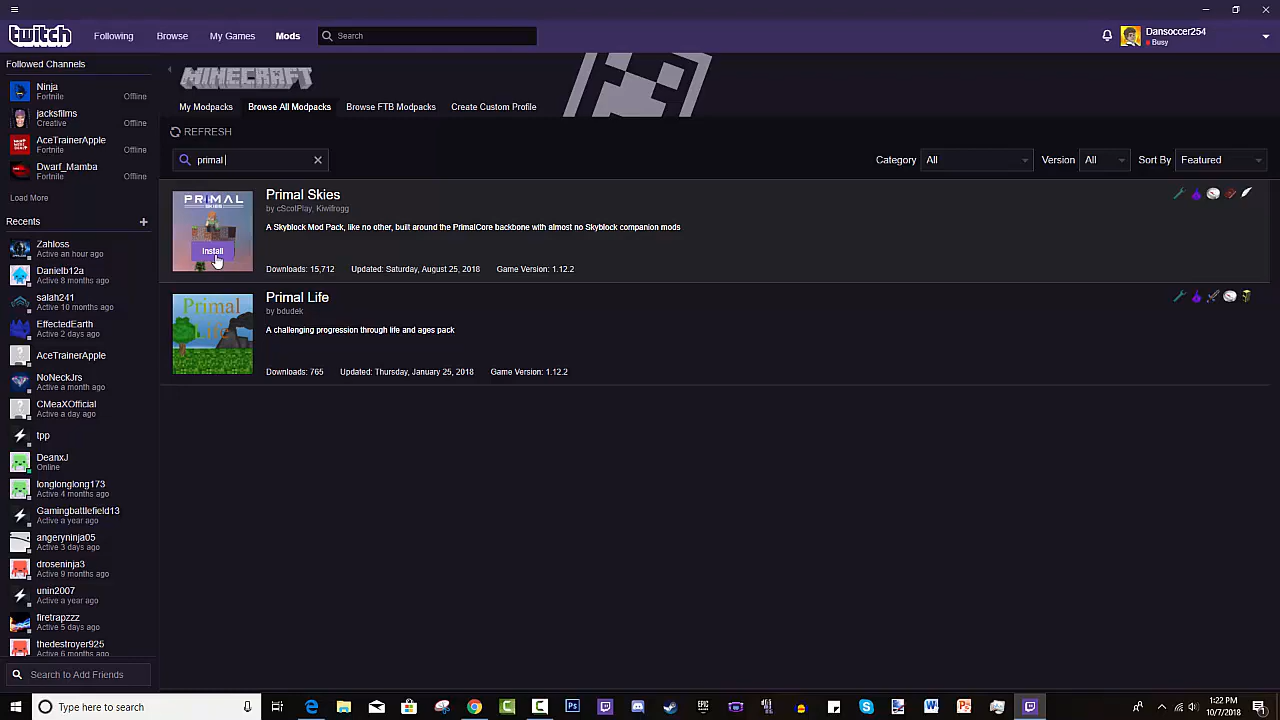 twitch
Following
Browse
My Games
Mods
Search
Dansoccer254
Busy
Followed Channels
Ninja
Fortnite
Offline
jacksfilms
Creative
Offline
AceTrainerApple
Fortnite
Offline
Dwarf_Mamba
Fortnite
Offline
Load More
Recents
Zahloss
Active an hour ago
Danielb12a
Active 8 months ago
salah241
Active 10 months ago
EffectedEarth
Active 2 days ago
AceTrainerApple
NoNeckJrs
Active a month ago
CMeaXOfficial
Active a day ago
tpp
DeanxJ
Online
longlonglong173
Active 4 months ago
Gamingbattlefield13
Active a year ago
angeryninja05
Active 3 days ago
droseninja3
Active 9 months ago
unin2007
Active a year ago
firetrapzzz
Active 5 days ago
thedestroyer925
Active 6 months ago
Search to Add Friends
MINECRAFT
My Modpacks
Browse All Modpacks
Browse FTB Modpacks
Create Custom Profile
REFRESH
primal
Category
All
Version
All
Sort By
Featured
PRIMAL
SKIES
Install
Primal Skies
by cScotPlay, Kiwifrogg
A Skyblock Mod Pack, like no other, built around the PrimalCore backbone with almost no Skyblock companion mods
Downloads: 15,712 Updated: Saturday, August 25, 2018 Game Version: 1.12.2
Primal
Life
Primal Life
by bdudek
A challenging progression through life and ages pack
Downloads: 765 Updated: Thursday, January 25, 2018 Game Version: 1.12.2
Type here to search
1:22 PM
10/7/2018